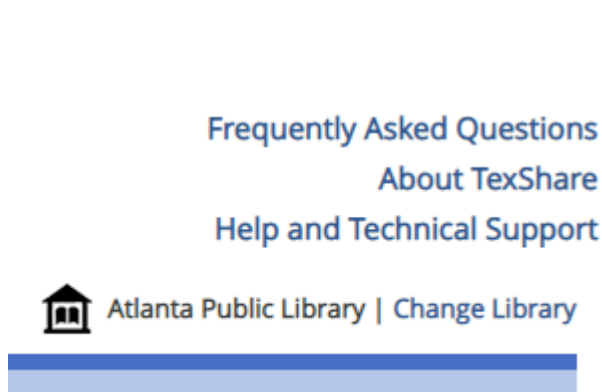 Frequently Asked Questions
About TexShare
Help and Technical Support
Atlanta Public Library | Change Library